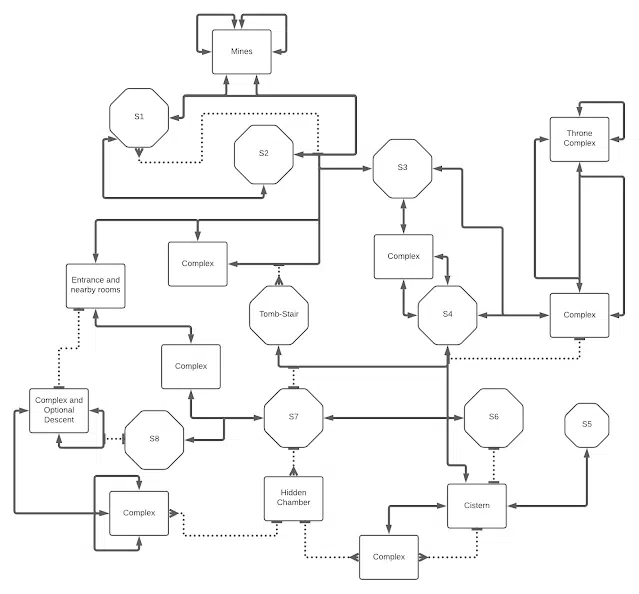 Mines
S1
S2
S3
Throne
Complex
Complex
Complex
Entrance and
nearby rooms
Tomb-Stair
S4
Complex
Complex
Complex and
Optional
Descent
S8
S7
S6
S5
Hidden
Chamber
Cistern
Complex
Complex